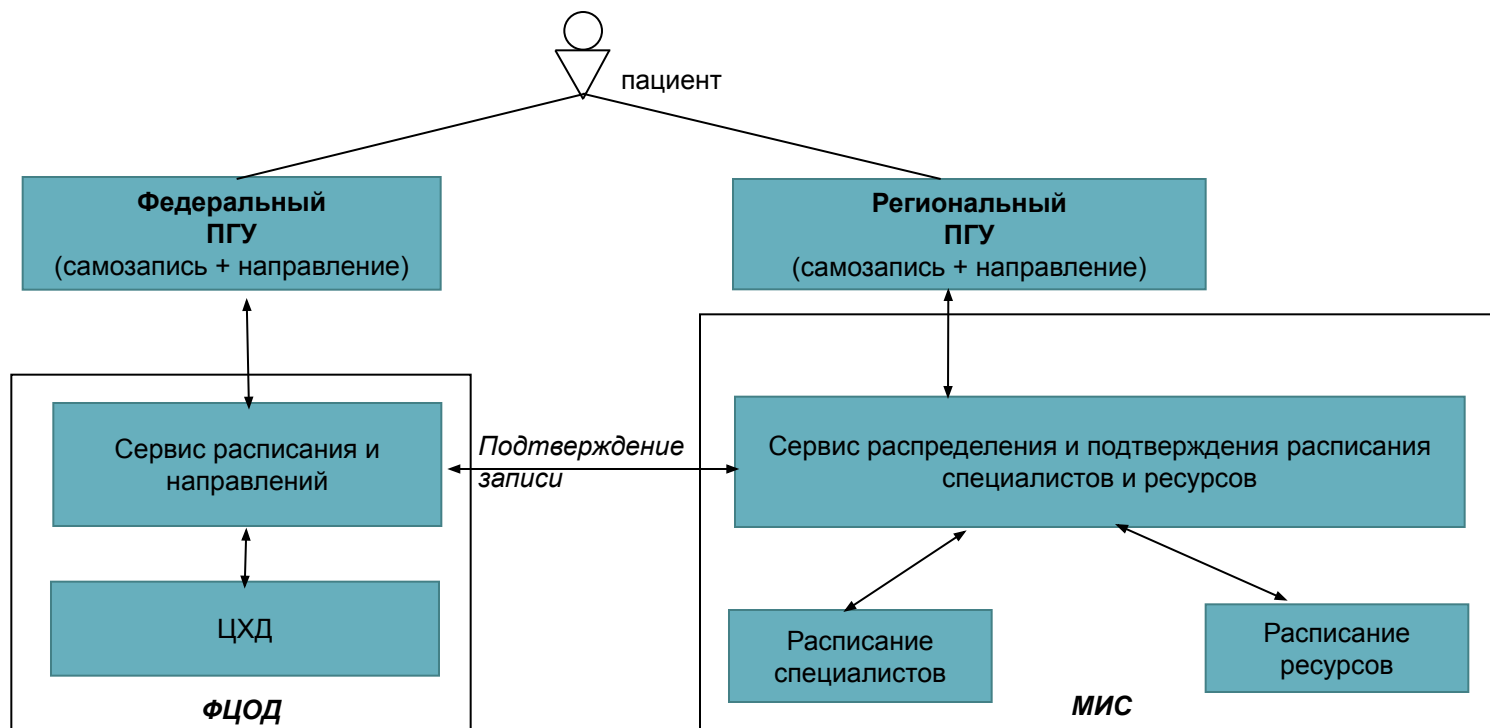 пациент
Федеральный
ПГУ
(самозапись + направление)
Региональный
ПГУ
(самозапись + направление)
Сервис расписания и
направлений
Подтверждение
записи
Сервис распределения и подтверждения расписания
специалистов и ресурсов
ЦХД
Расписание
специалистов
Расписание
ресурсов
ФЦОД
МИС